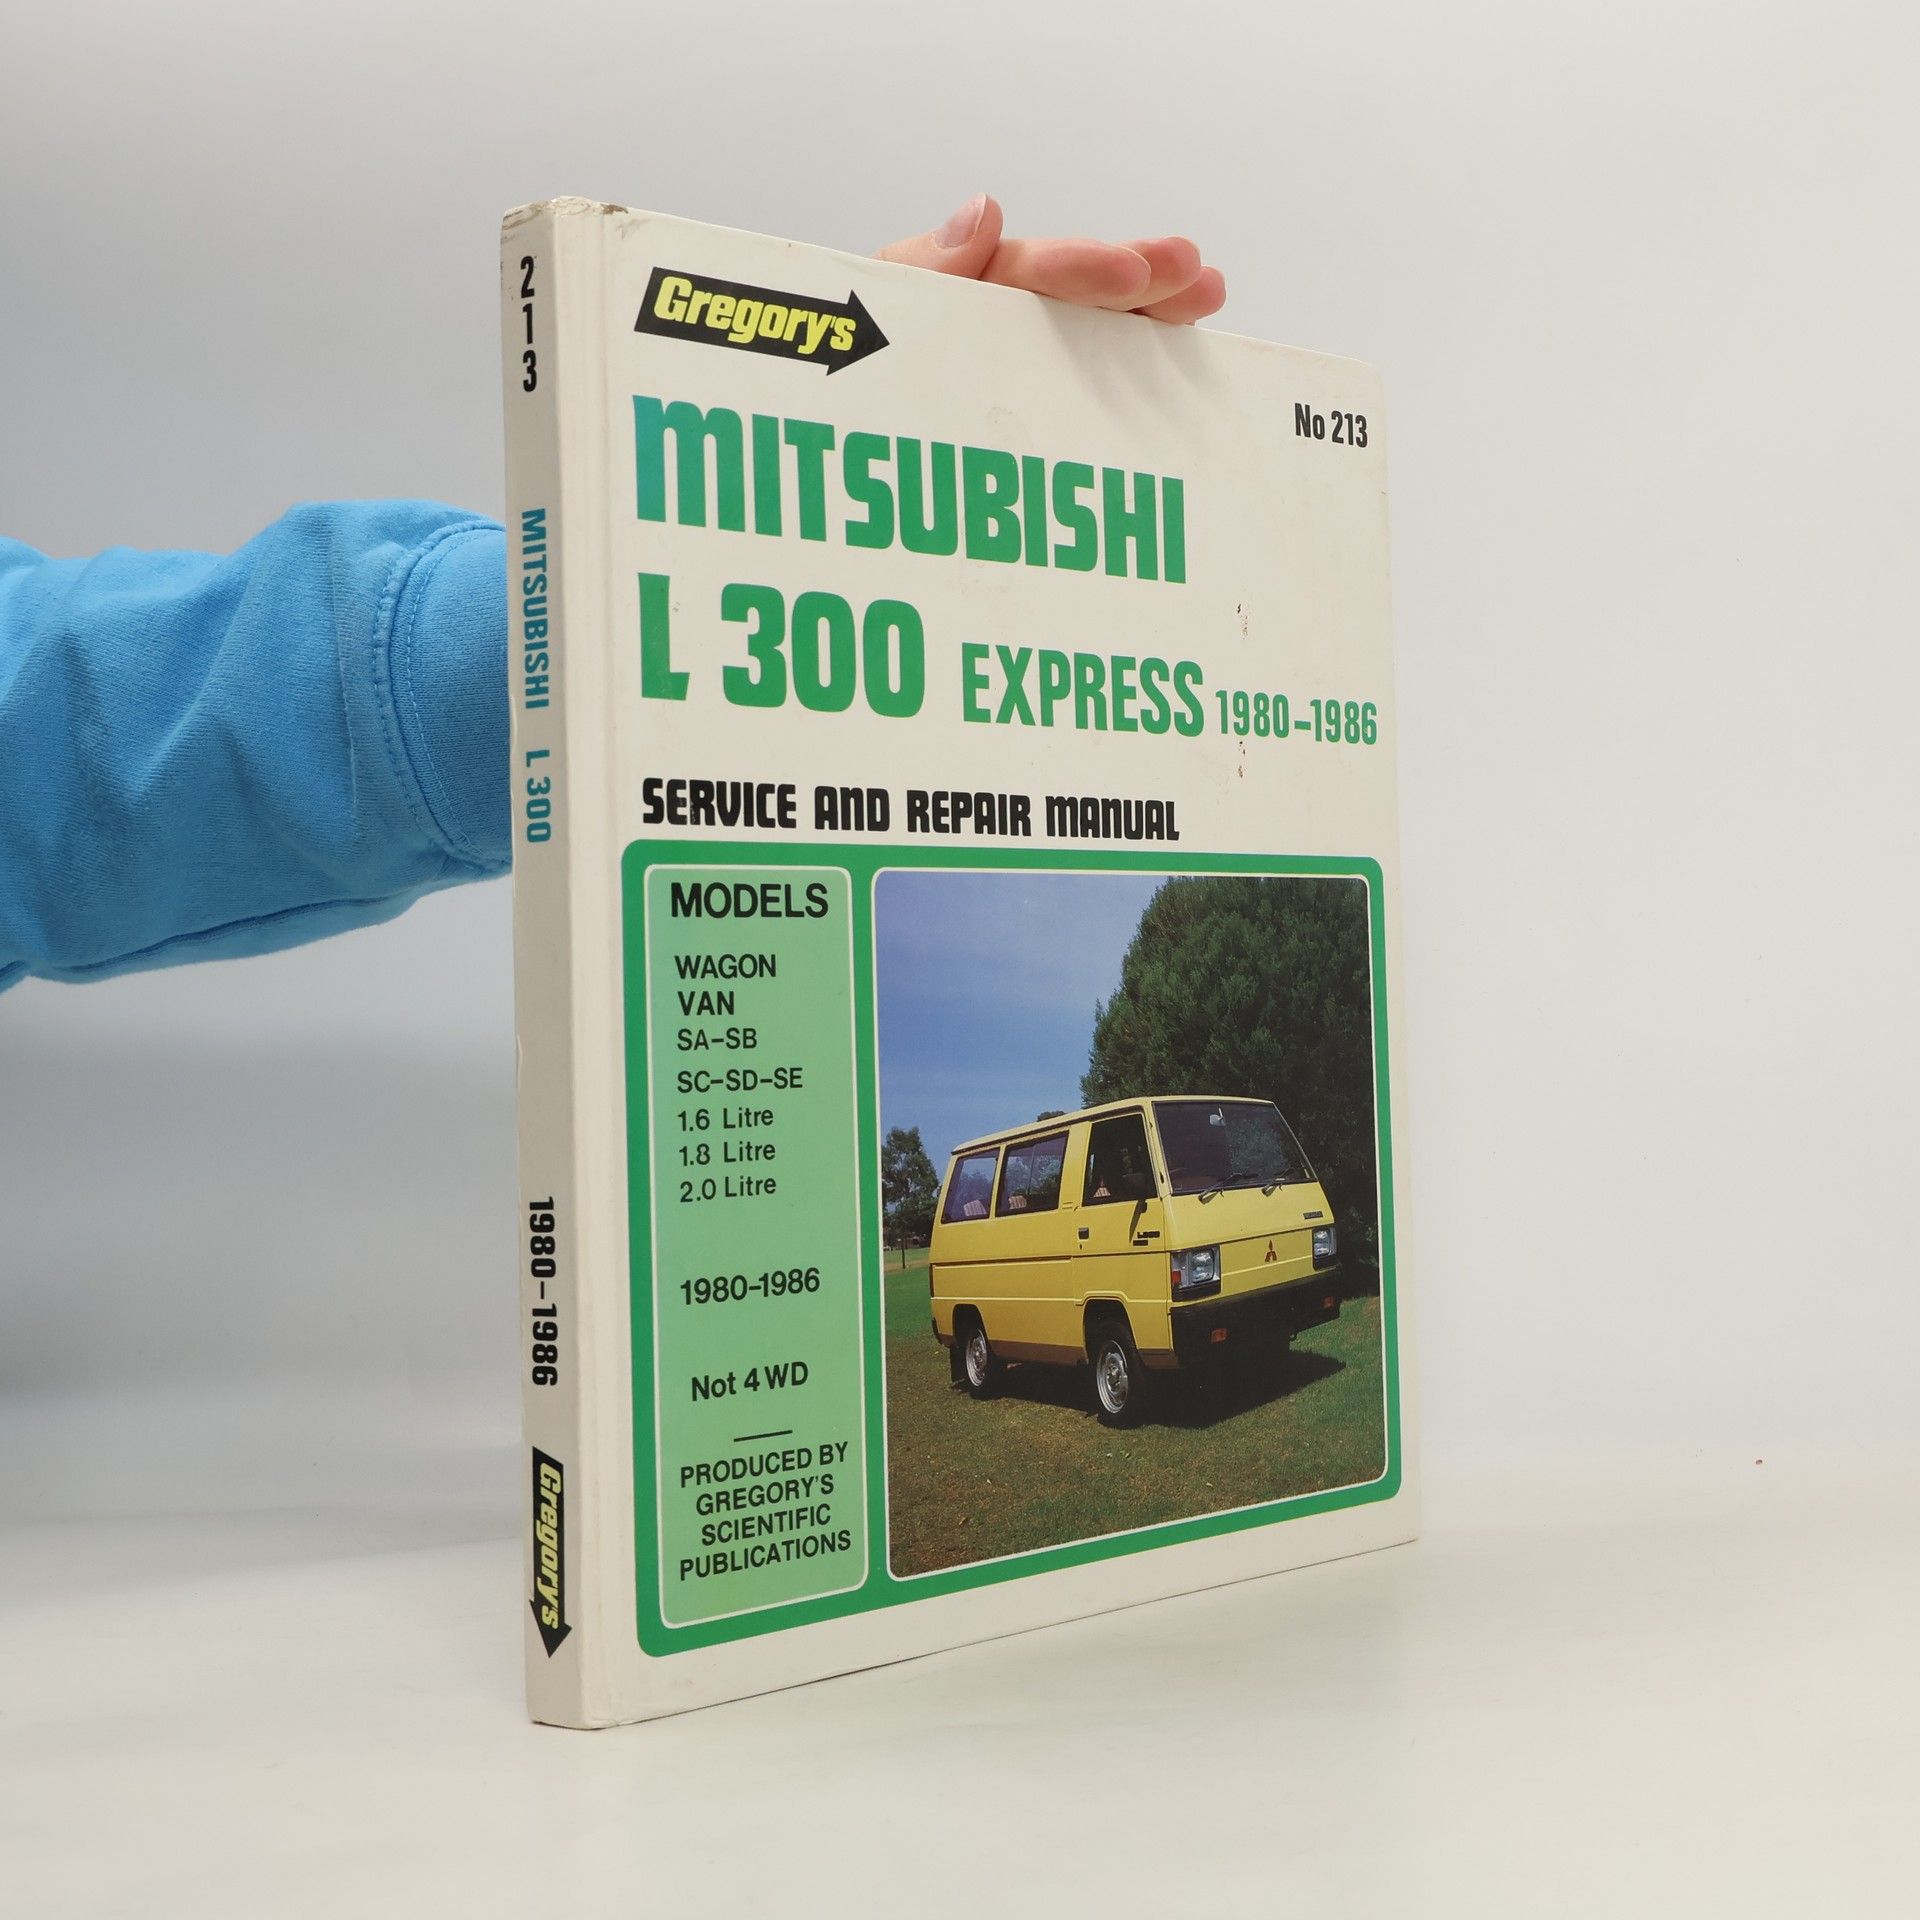 213
MITSUBISHI L 300
1980-1986
Gregory's
Gregory's
No 213
MITSUBISHI
L 300 EXPRESS 1980-1986
SERVICE AND REPAIR MANUAL
MODELS
WAGON
VAN
SA-SB
SC-SD-SE
1.6 Litre
1.8 Litre
2.0 Litre
1980-1986
Not 4WD
PRODUCED BY
GREGORY'S
SCIENTIFIC
PUBLICATIONS